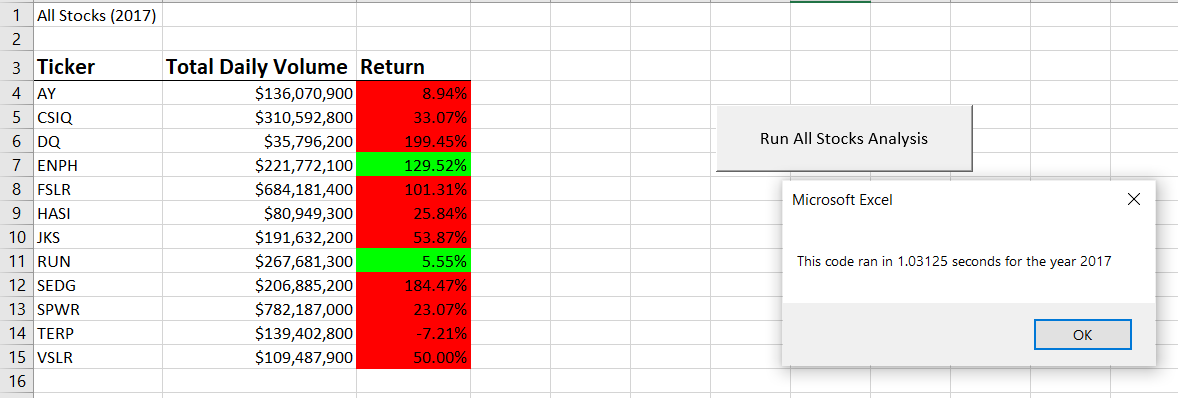 1 All Stocks (2017)
2
3 Ticker Total Daily Volume Return
4 AY $136,070,900 8.94%
5 CSIQ $310,592,800 33.07%
6 DQ $35,796,200 199.45%
7 ENPH $221,772,100 129.52%
8 FSLR $684,181,400 101.31%
9 HASI $80,949,300 25.84%
10 JKS $191,632,200 53.87%
11 RUN $267,681,300 5.55%
12 SEDG $206,885,200 184.47%
13 SPWR $782,187,000 23.07%
14 TERP $139,402,800 -7.21%
15 VSLR $109,487,900 50.00%
16
Run All Stocks Analysis
Microsoft Excel
This code ran in 1.03125 seconds for the year 2017
OK